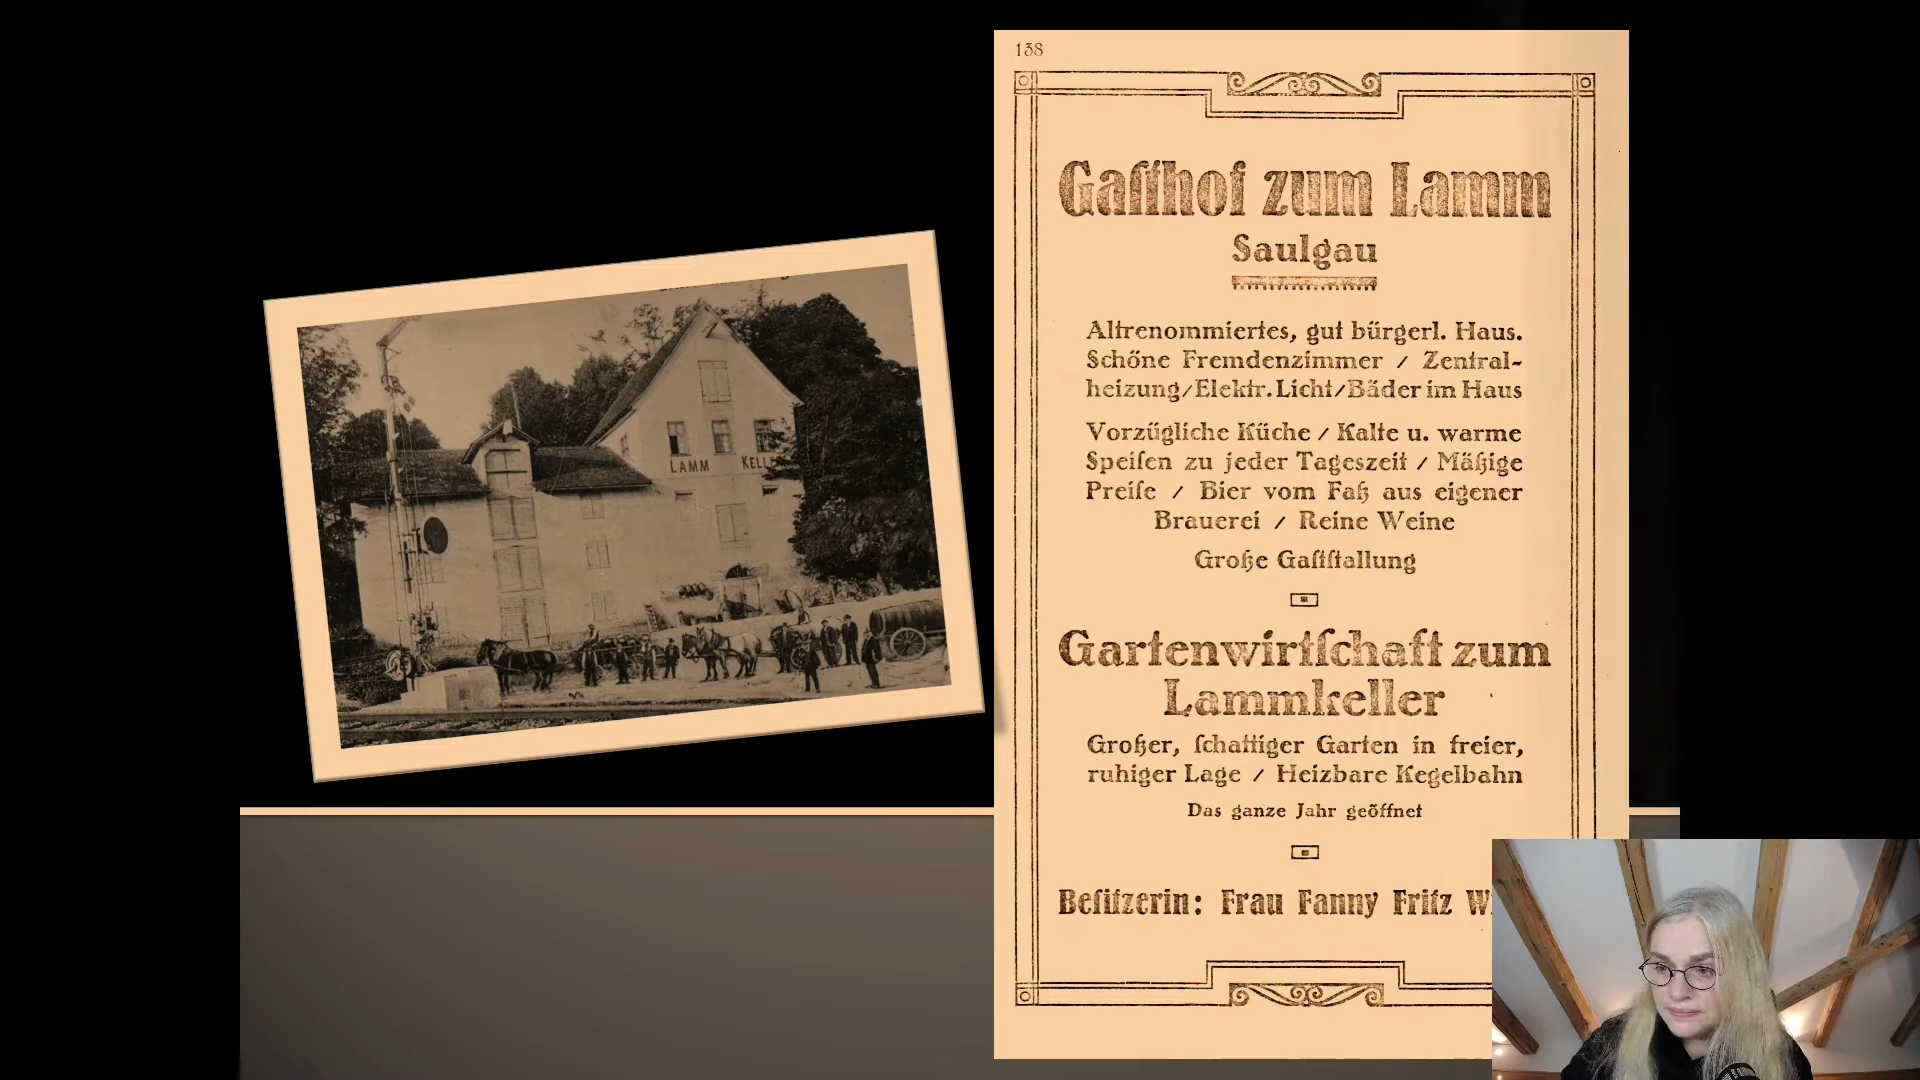 LAMM KELL
138
Gaſthof zum Lamm
Saulgau
Altrenommiertes, gut bürgerl. Haus.
Schöne Fremdenzimmer / Zentral-
heizung/Elektr. Licht/Bäder im Haus
Vorzügliche Küche / Kalte u. warme
Speiſen zu jeder Tageszeit / Mäßige
Preiſe / Bier vom Faß aus eigener
Brauerei / Reine Weine
Große Gaſtſtallung
Gartenwirtſchaft zum
Lammkeller
Großer, ſchattiger Garten in freier,
ruhiger Lage / Heizbare Kegelbahn
Das ganze Jahr geöffnet
Beſitzerin: Frau Fanny Fritz